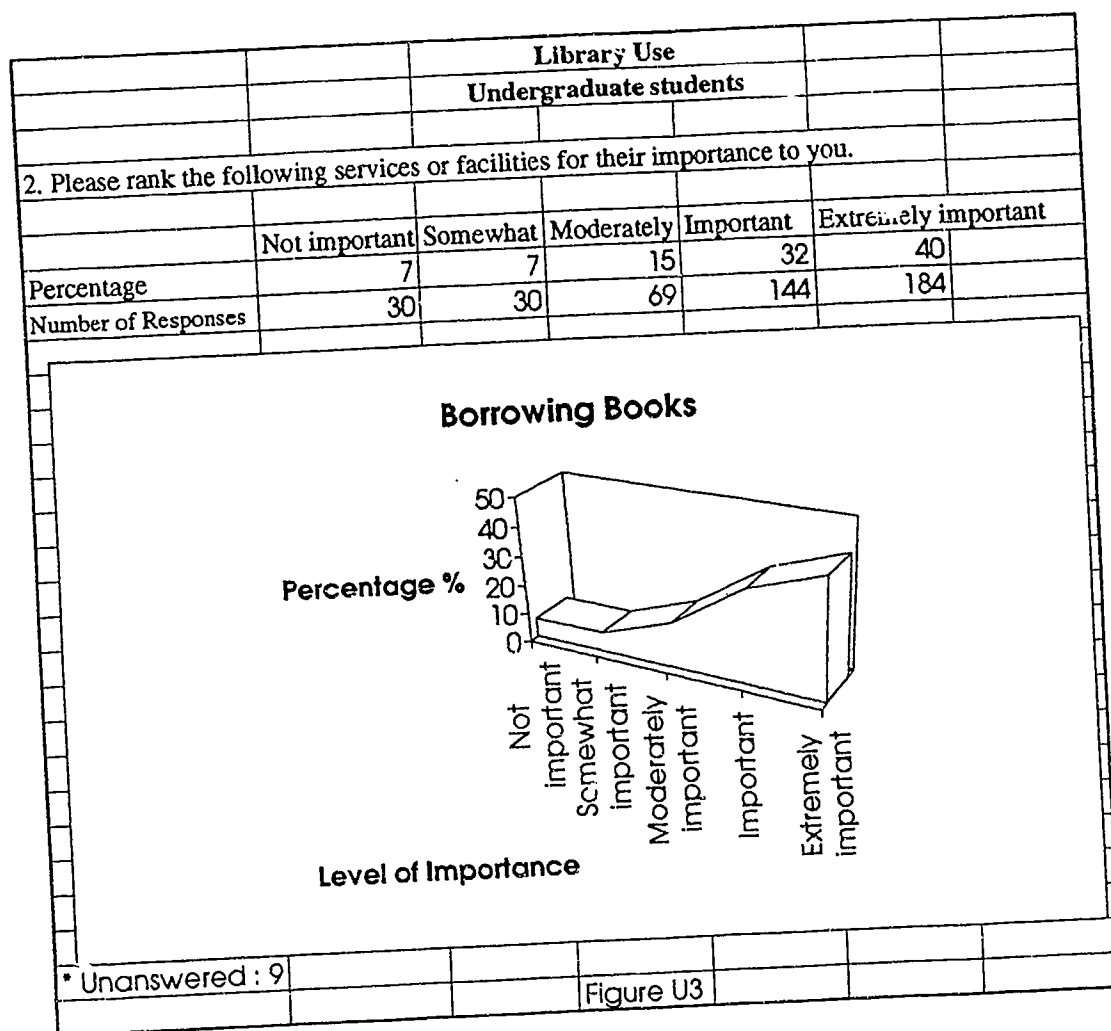 Library Use
Undergraduate students
2. Please rank the following services or facilities for their importance to you.
Not important Somewhat Moderately Important Extremely important
Percentage 7 7 15 32 40
Number of Responses 30 30 69 144 184
Borrowing Books
50
40
30
20
10
0
Percentage %
Not important
Somewhat important
Moderately important
Important
Extremely important
Level of Importance
* Unanswered : 9
Figure U3